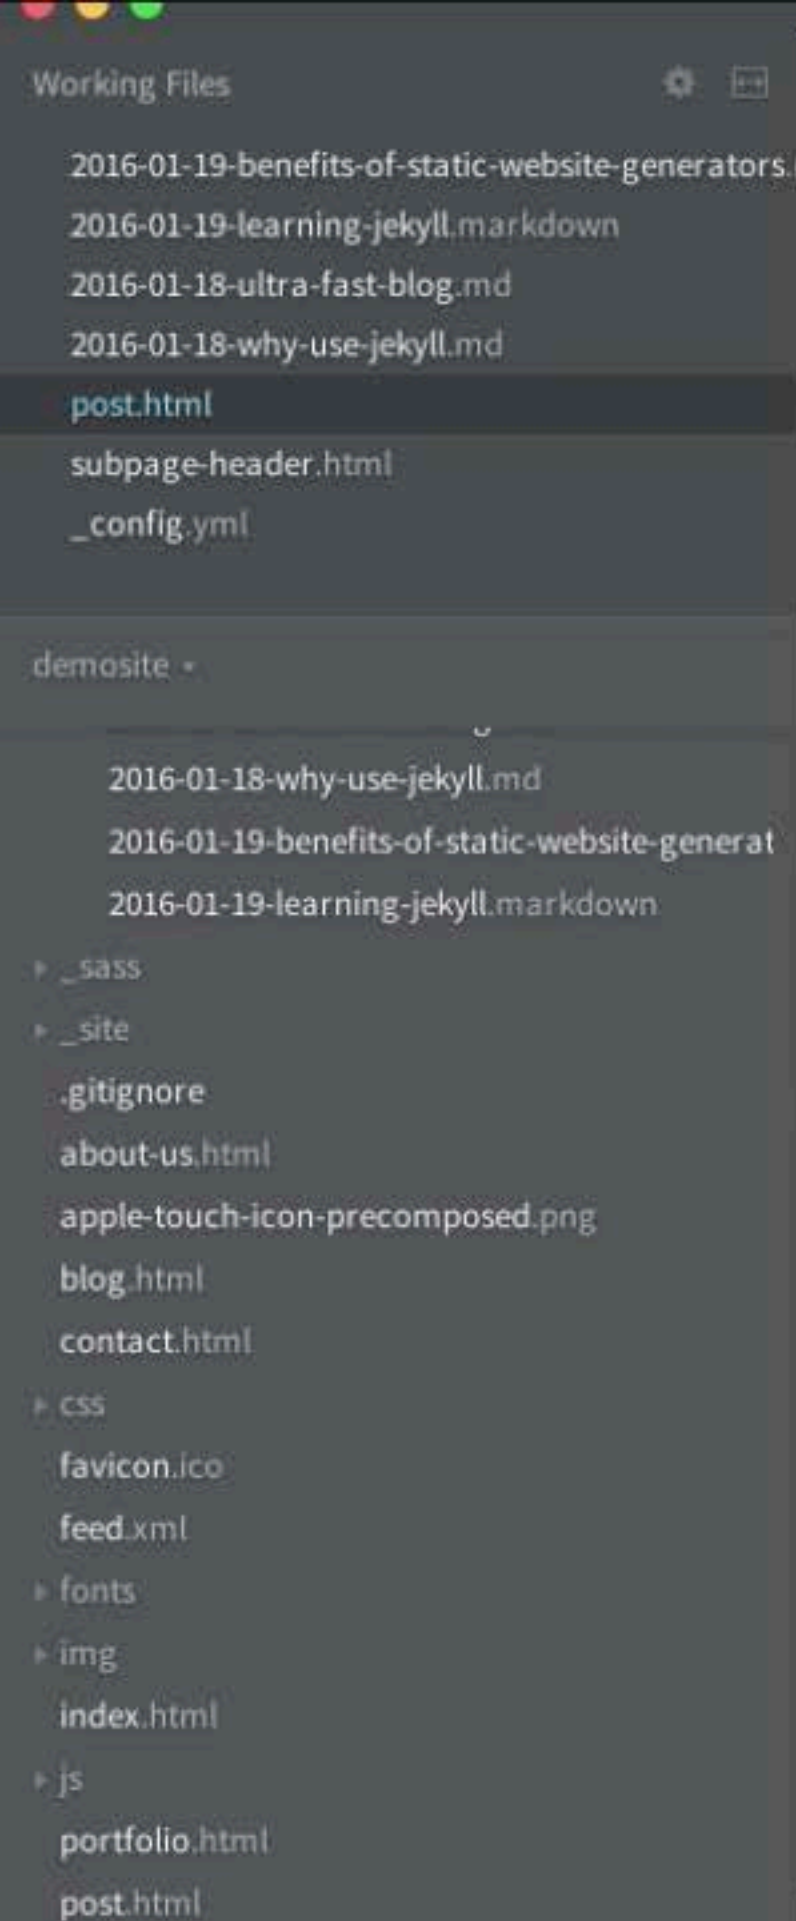 Working Files
2016-01-19-benefits-of-static-website-generators.
2016-01-19-learning-jekyll.markdown
2016-01-18-ultra-fast-blog.md
2016-01-18-why-use-jekyll.md
post.html
subpage-header.html
_config.yml
demosite
2016-01-18-why-use-jekyll.md
2016-01-19-benefits-of-static-website-generat
2016-01-19-learning-jekyll.markdown
_sass
_site
.gitignore
about-us.html
apple-touch-icon-precomposed.png
blog.html
contact.html
css
favicon.ico
feed.xml
fonts
img
index.html
js
portfolio.html
post.html